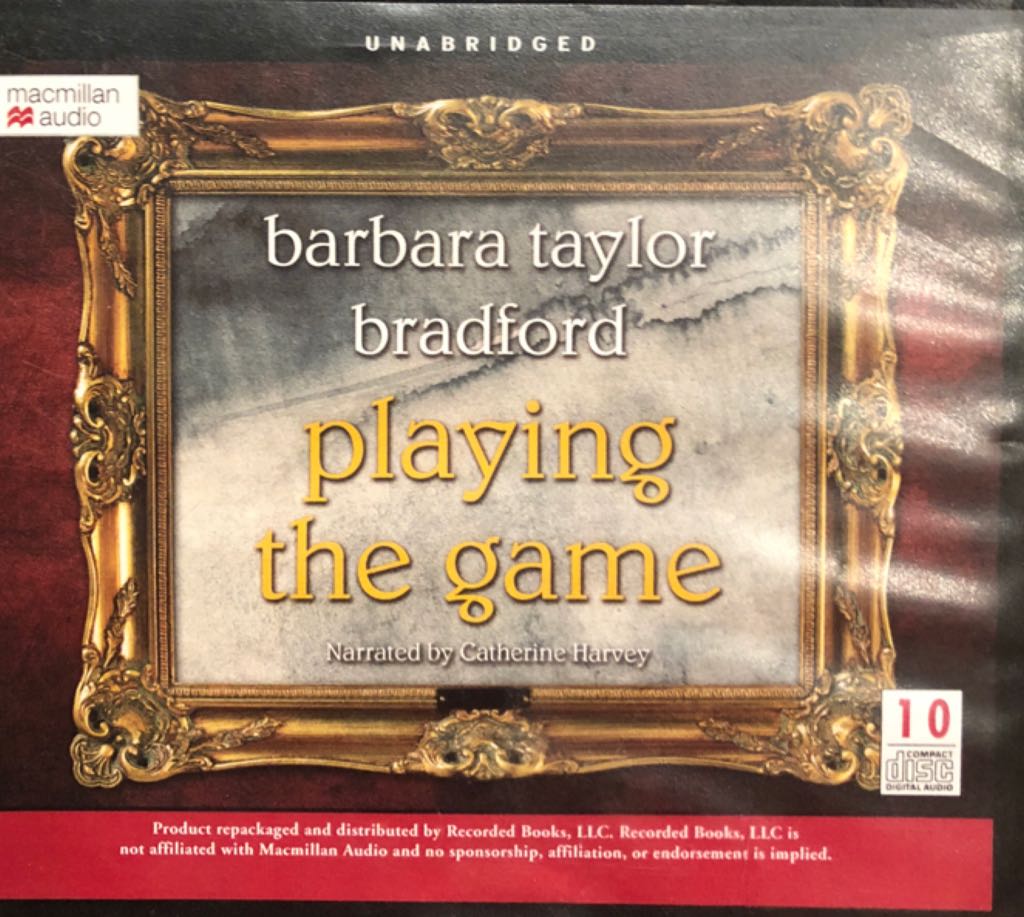 UNABRIDGED
macmillan
audio
barbara taylor
bradford
playing
the game
Narrated by Catherine Harvey
10
COMPACT
disc
DIGITAL AUDIO
Product repackaged and distributed by Recorded Books, LLC. Recorded Books, LLC is
not affiliated with Macmillan Audio and no sponsorship, affiliation, or endorsement is implied.